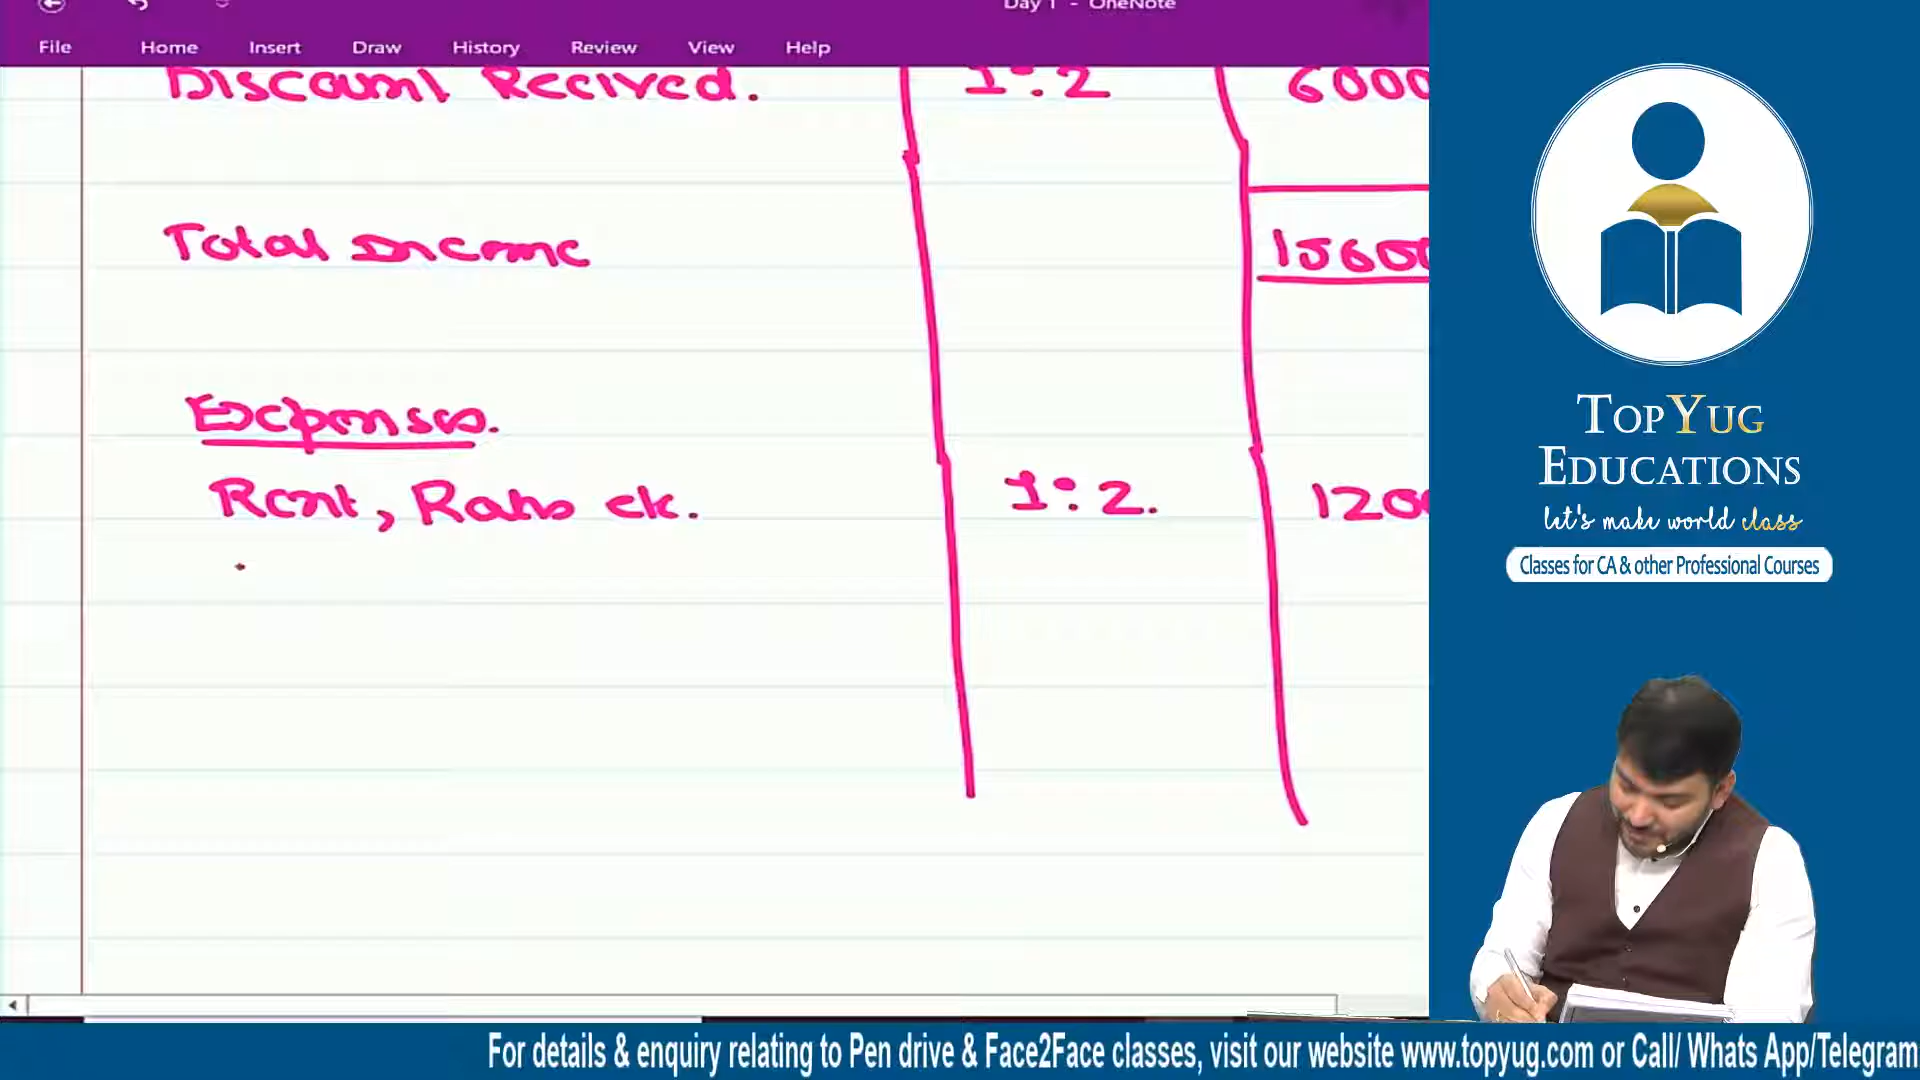 Day 1 - OneNote
File Home Insert Draw History Review View Help
Discount Recived. 1:2 6000
Total Income
Expenses.
Rent, Rates etc. 1:2. 1200
TOPYUG
EDUCATIONS
let's make world class
Classes for CA & other Professional Courses
For details & enquiry relating to Pen drive & Face2Face classes, visit our website www.topyug.com or Call/ Whats App/Telegram